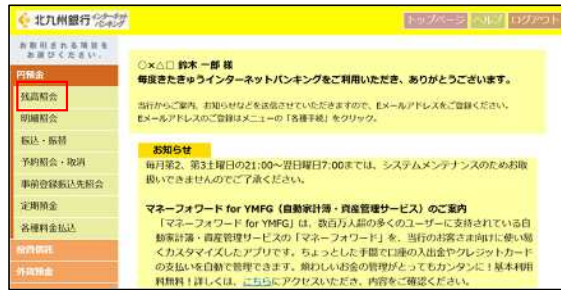 北九州銀行 インターネットバンキング
トップページ ヘルプ ログアウト
お取引される項目を
お選びください。
円預金
残高照会
明細照会
振込・振替
予約照会・取消
事前登録振込先照会
定期預金
各種料金払込
投資信託
外貨預金
○×△□ 鈴木 一郎 様
毎度きたきゅうインターネットバンキングをご利用いただき、ありがとうございます。
当行からご案内、お知らせなどを送信させていただきますので、Eメールアドレスをご登録ください。
Eメールアドレスのご登録はメニューの「各種手続」をクリック。
お知らせ
毎月第2、第3土曜日の21:00～翌日曜日7:00までは、システムメンテナンスのためお取
扱いできませんのでご了承ください。
マネーフォワード for YMFG（自動家計簿・資産管理サービス）のご案内
「マネーフォワード for YMFG」は、数百万人超の多くのユーザーに支持されている自
動家計簿・資産管理サービスの「マネーフォワード」を、当行のお客さま向けに使い易
くカスタマイズしたアプリです。ちょっとした手間で口座の入出金やクレジットカード
の支払いを自動で管理できます。煩わしいお金の管理がとってもカンタンに！基本利用
料無料！詳しくは、こちらにアクセスいただき、内容をご確認ください。